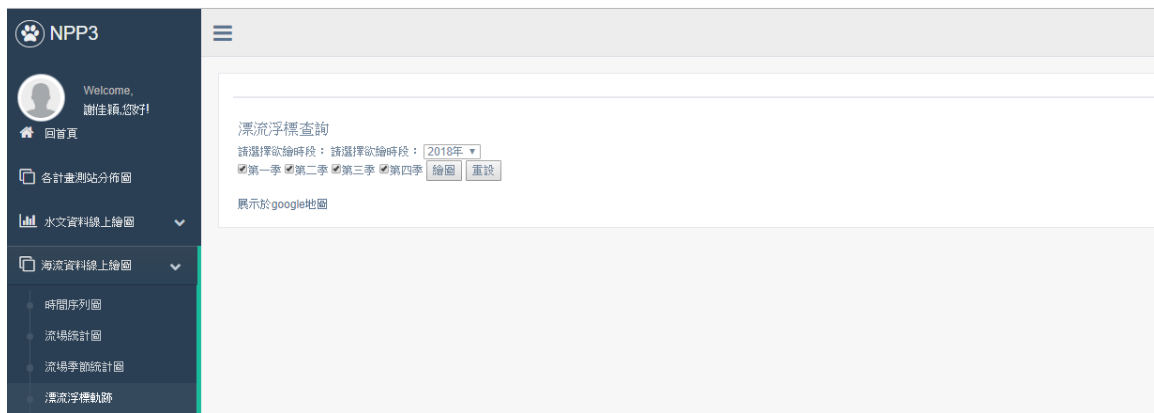 NPP3
Welcome,
謝佳穎,您好!
回首頁
各計畫測站分佈圖
水文資料線上繪圖
海流資料線上繪圖
時間序列圖
流場統計圖
流場季節統計圖
漂流浮標軌跡
漂流浮標查詢
請選擇欲繪時段： 請選擇欲繪時段： 2018年
第一季 第二季 第三季 第四季 繪圖 重設
展示於google地圖